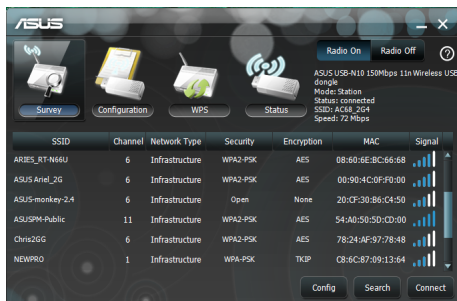 ASUS
Radio On Radio Off
ASUS USB-N10 150Mbps 11n Wireless USB
dongle
Mode: Station
Status: connected
SSID: AC68_2G4
Speed: 72 Mbps
Survey Configuration WPS Status
SSID Channel Network Type Security Encryption MAC Signal
ARIES_RT-N66U 6 Infrastructure WPA2-PSK AES 08:60:6E:BC:66:68
ASUS Ariel_2G 6 Infrastructure WPA2-PSK AES 00:90:4C:0F:F0:00
ASUS-monkey-2.4 6 Infrastructure Open None 20:CF:30:B6:C4:50
ASUSPM-Public 11 Infrastructure WPA2-PSK AES 54:A0:50:5D:CD:00
Chris2GG 6 Infrastructure WPA2-PSK AES 78:24:AF:97:78:48
NEWPRO 1 Infrastructure WPA-PSK TKIP C8:6C:87:09:13:64
Config Search Connect